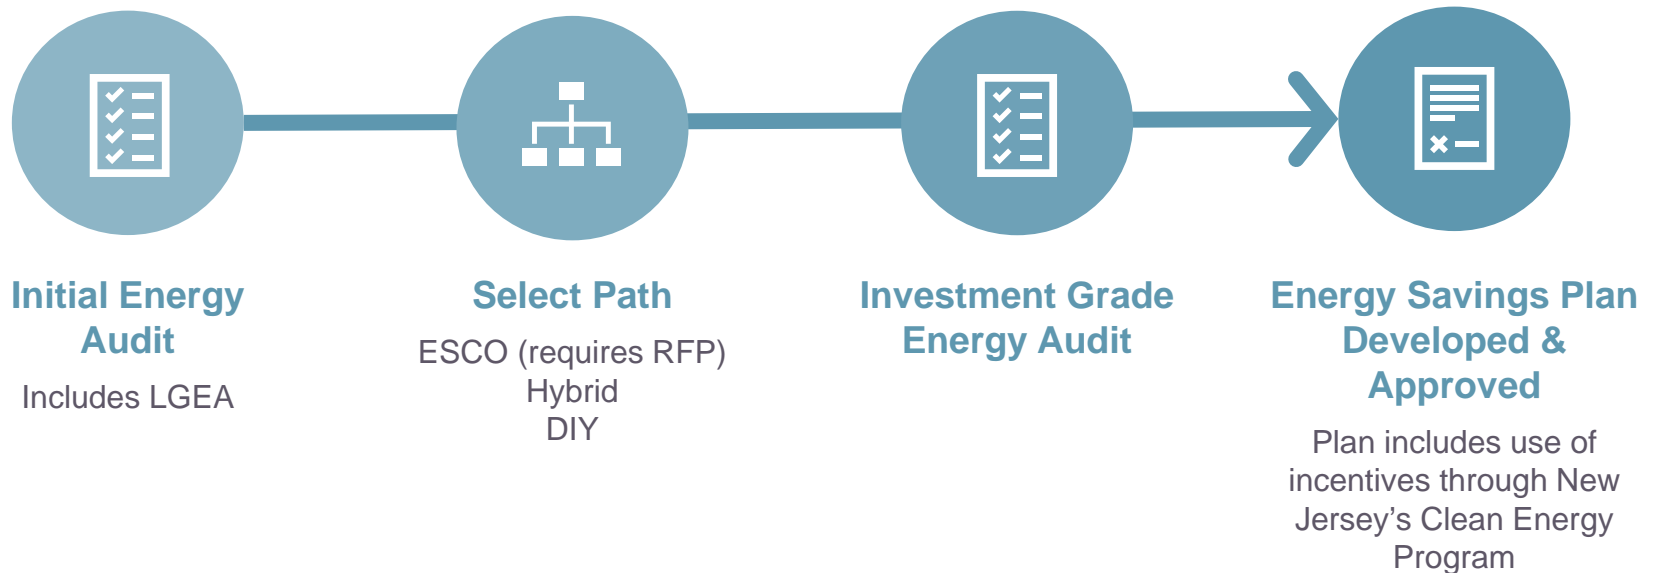 Initial Energy
Audit
Includes LGEA
Select Path
ESCO (requires RFP)
Hybrid
DIY
Investment Grade
Energy Audit
Energy Savings Plan
Developed &
Approved
Plan includes use of
incentives through New
Jersey’s Clean Energy
Program